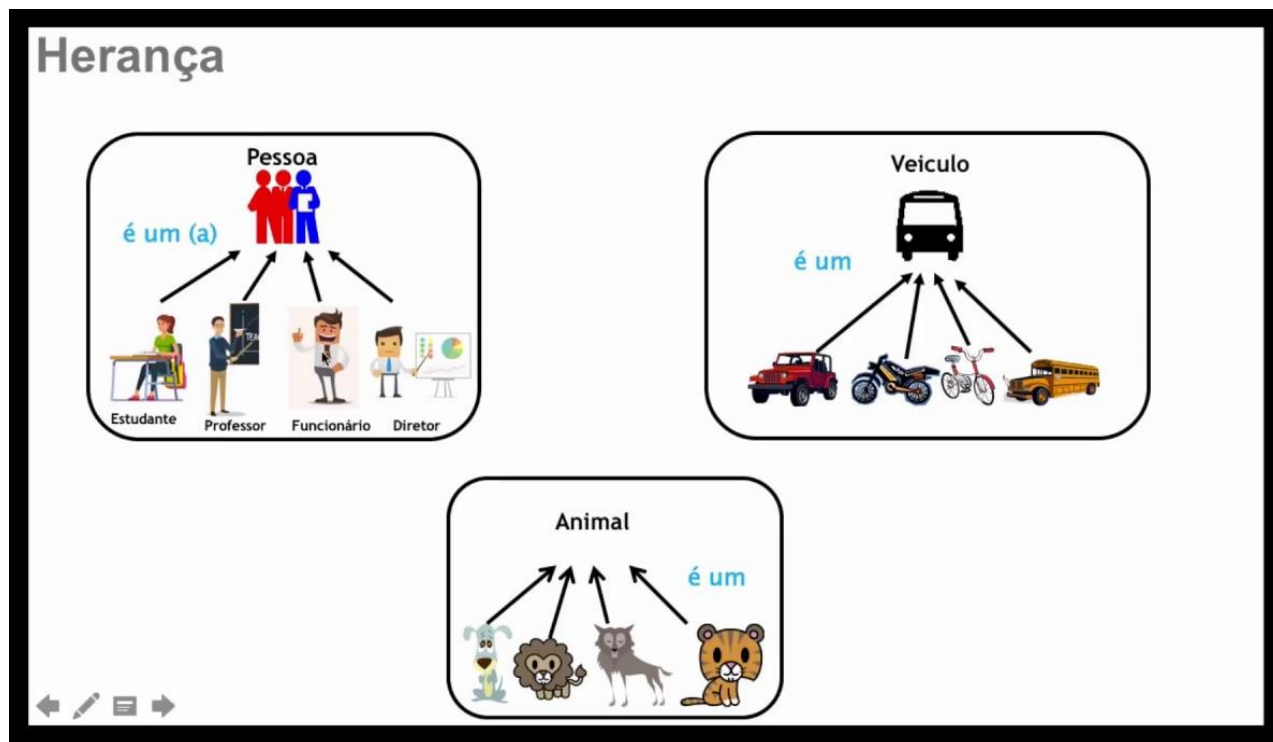 Herança
Pessoa
é um (a)
Estudante
Professor
Funcionário
Diretor
Veiculo
é um
Animal
é um